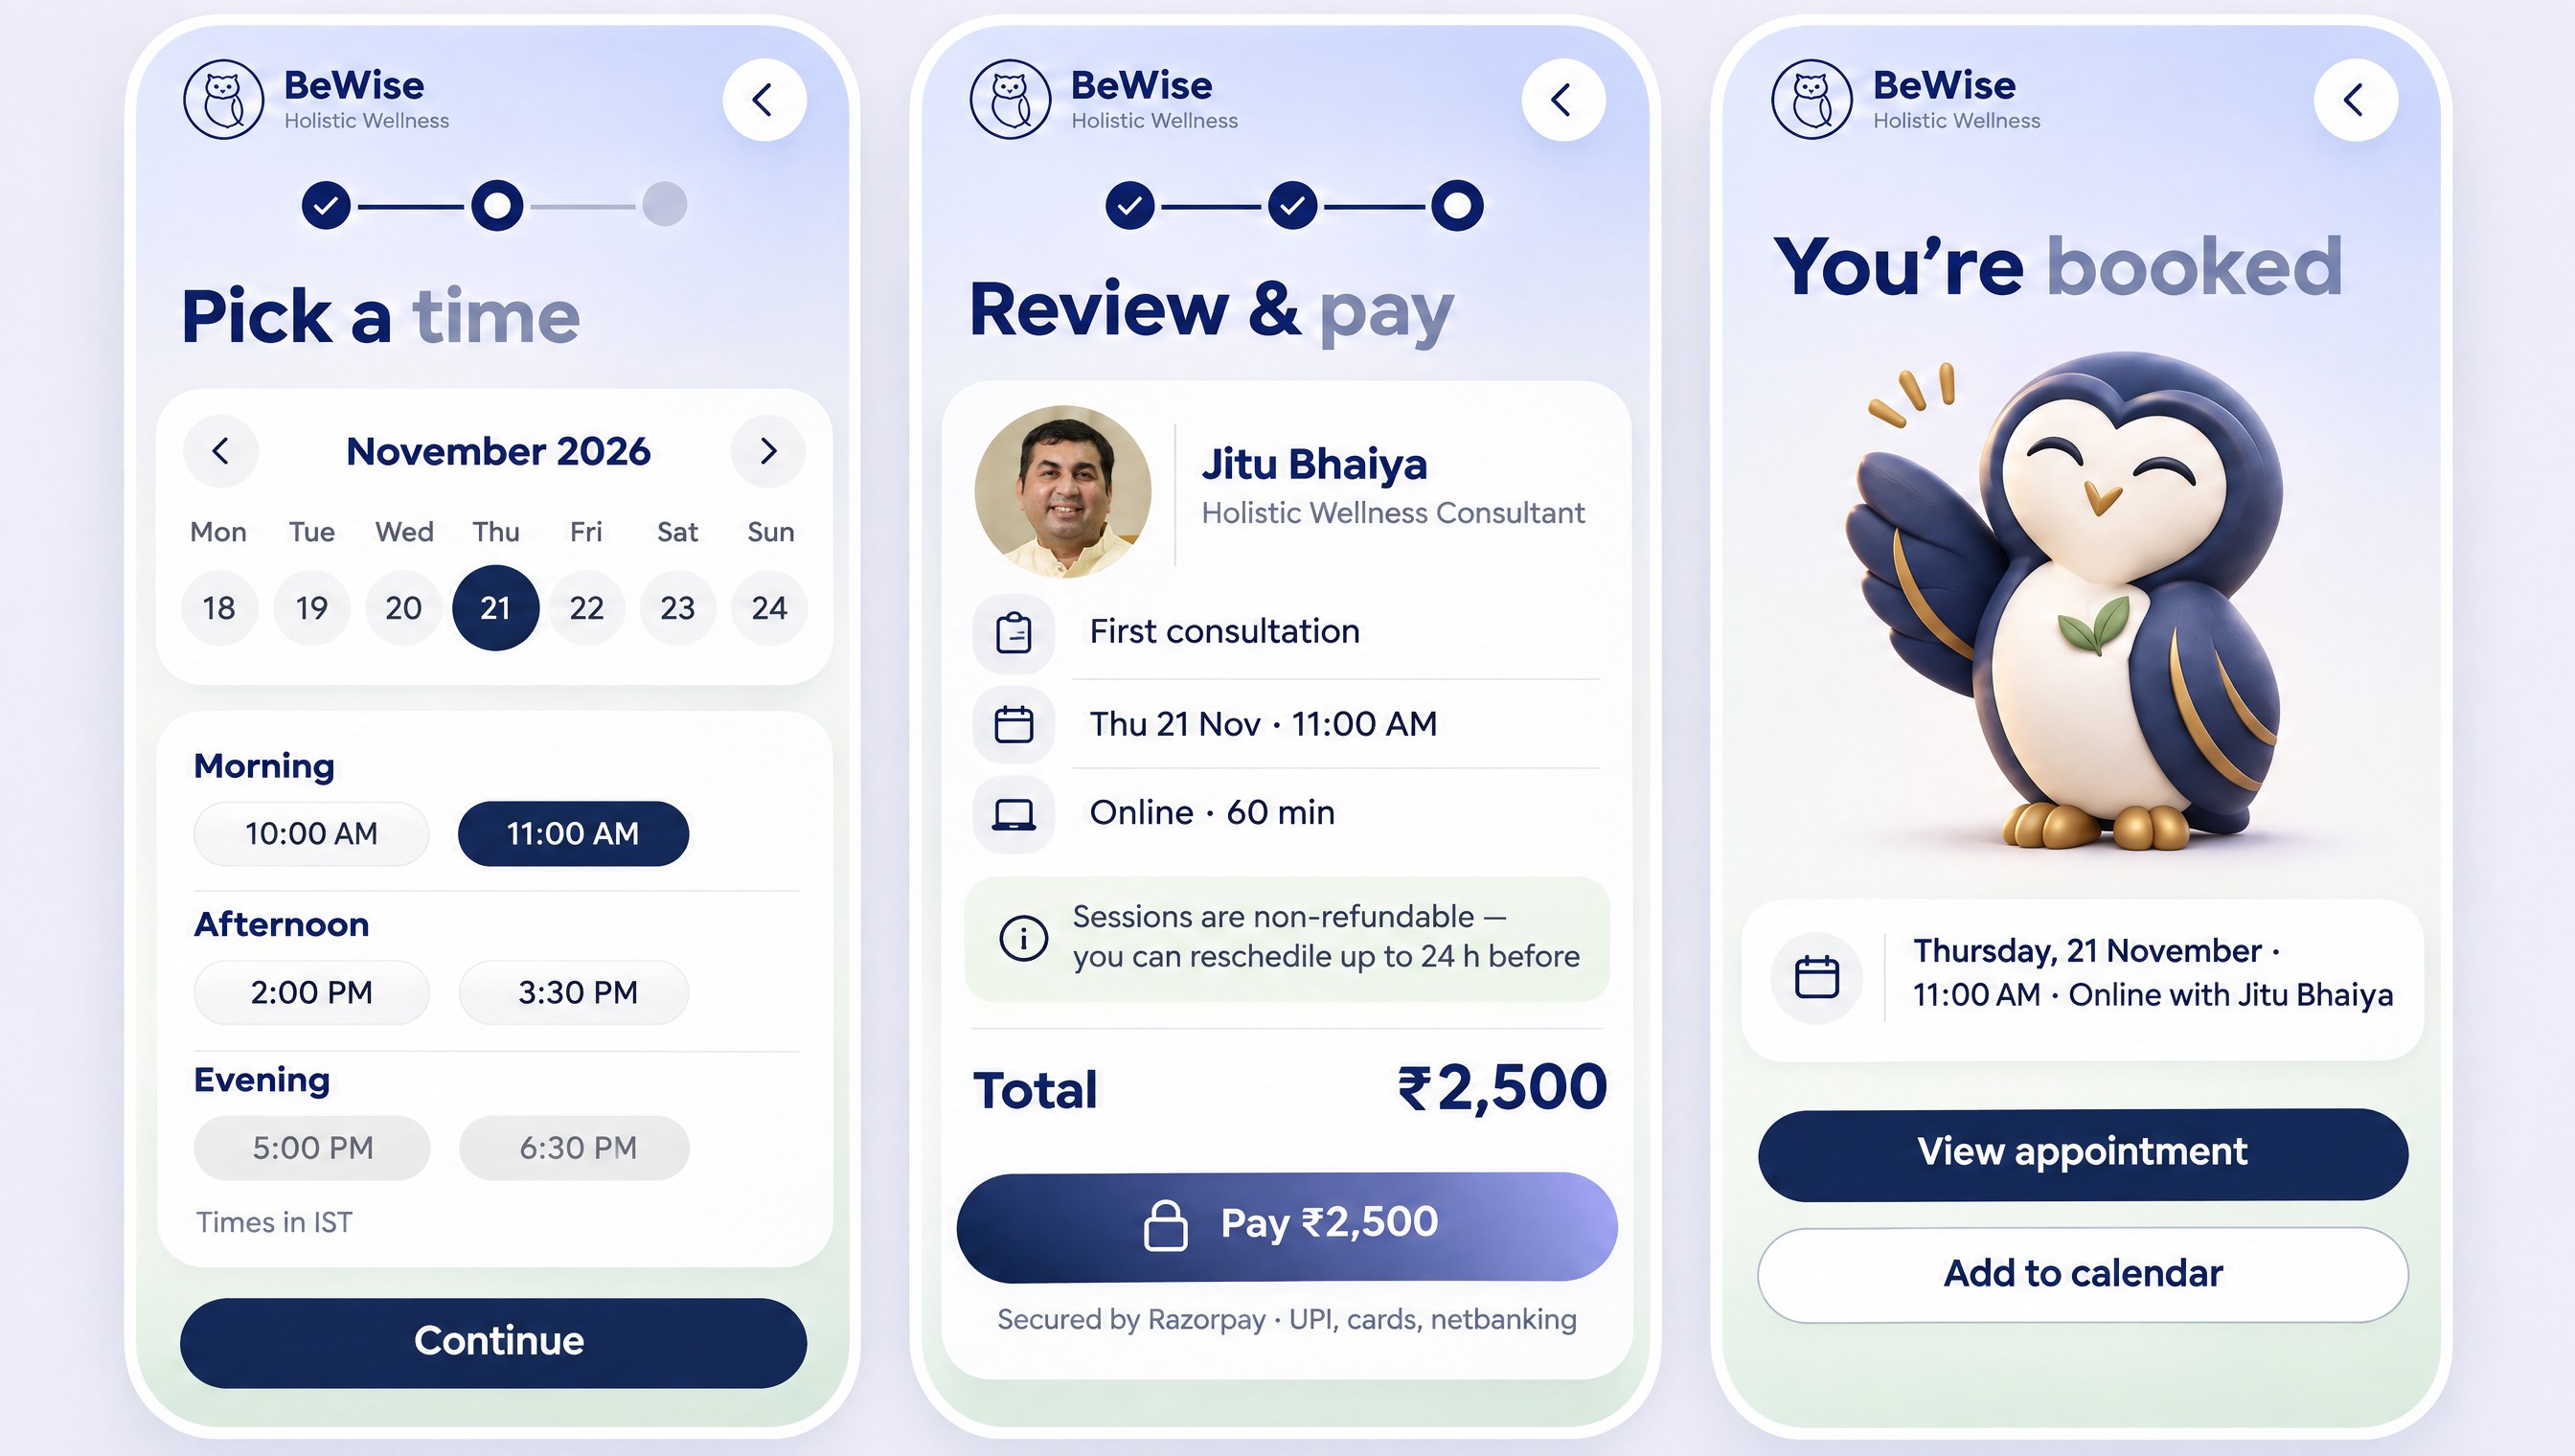 BeWise
Holistic Wellness
Pick a time
November 2026
Mon Tue Wed Thu Fri Sat Sun
18 19 20 21 22 23 24
Morning
10:00 AM 11:00 AM
Afternoon
2:00 PM 3:30 PM
Evening
5:00 PM 6:30 PM
Times in IST
Continue
BeWise
Holistic Wellness
Review & pay
Jitu Bhaiya
Holistic Wellness Consultant
First consultation
Thu 21 Nov · 11:00 AM
Online · 60 min
Sessions are non-refundable —
you can reschedile up to 24 h before
Total ₹2,500
Pay ₹2,500
Secured by Razorpay · UPI, cards, netbanking
BeWise
Holistic Wellness
You’re booked
Thursday, 21 November ·
11:00 AM · Online with Jitu Bhaiya
View appointment
Add to calendar